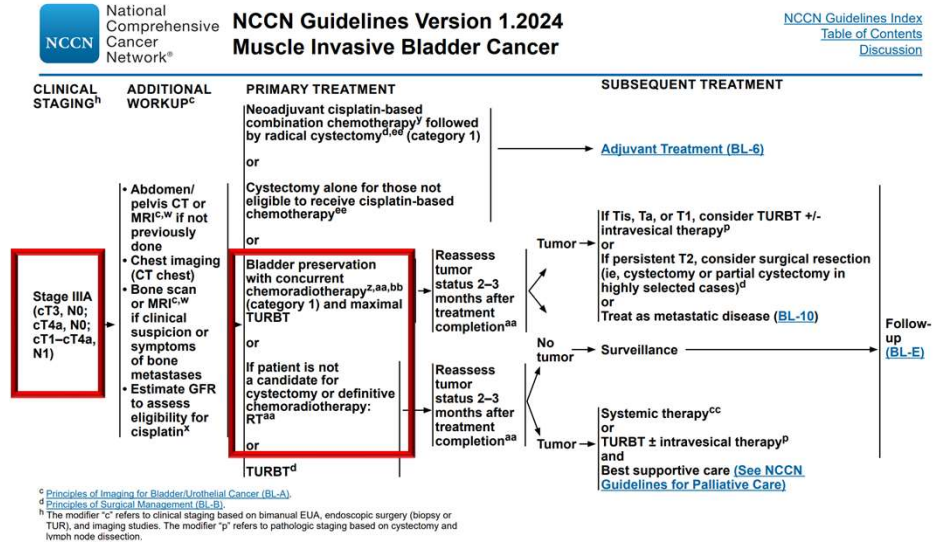 NCCN
National
Comprehensive
Cancer
Network®
NCCN Guidelines Version 1.2024
Muscle Invasive Bladder Cancer
NCCN Guidelines Index
Table of Contents
Discussion
CLINICAL
STAGINGh
ADDITIONAL
WORKUPc
PRIMARY TREATMENT
SUBSEQUENT TREATMENT
Stage IIIA
(cT3, N0;
cT4a, N0;
cT1–cT4a,
N1)
• Abdomen/
pelvis CT or
MRIc,w if not
previously
done
• Chest imaging
(CT chest)
• Bone scan
or MRIc,w
if clinical
suspicion or
symptoms
of bone
metastases
• Estimate GFR
to assess
eligibility for
cisplatinx
Neoadjuvant cisplatin-based
combination chemotherapyy followed
by radical cystectomyd,ee (category 1)
or
Cystectomy alone for those not
eligible to receive cisplatin-based
chemotherapyee
or
Bladder preservation
with concurrent
chemoradiotherapyz,aa,bb
(category 1) and maximal
TURBT
or
If patient is not
a candidate for
cystectomy or definitive
chemoradiotherapy:
RTaa
or
TURBTd
Adjuvant Treatment (BL-6)
Reassess
tumor
status 2–3
months after
treatment
completionaa
Reassess
tumor
status 2–3
months after
treatment
completionaa
Tumor
No
tumor
Tumor
If Tis, Ta, or T1, consider TURBT +/-
intravesical therapyp
or
If persistent T2, consider surgical resection
(ie, cystectomy or partial cystectomy in
highly selected cases)d
or
Treat as metastatic disease (BL-10)
Surveillance
Systemic therapycc
or
TURBT ± intravesical therapyp
and
Best supportive care (See NCCN
Guidelines for Palliative Care)
Follow-
up
(BL-E)
c Principles of Imaging for Bladder/Urothelial Cancer (BL-A).
d Principles of Surgical Management (BL-B).
h The modifier "c" refers to clinical staging based on bimanual EUA, endoscopic surgery (biopsy or
TUR), and imaging studies. The modifier "p" refers to pathologic staging based on cystectomy and
lymph node dissection.